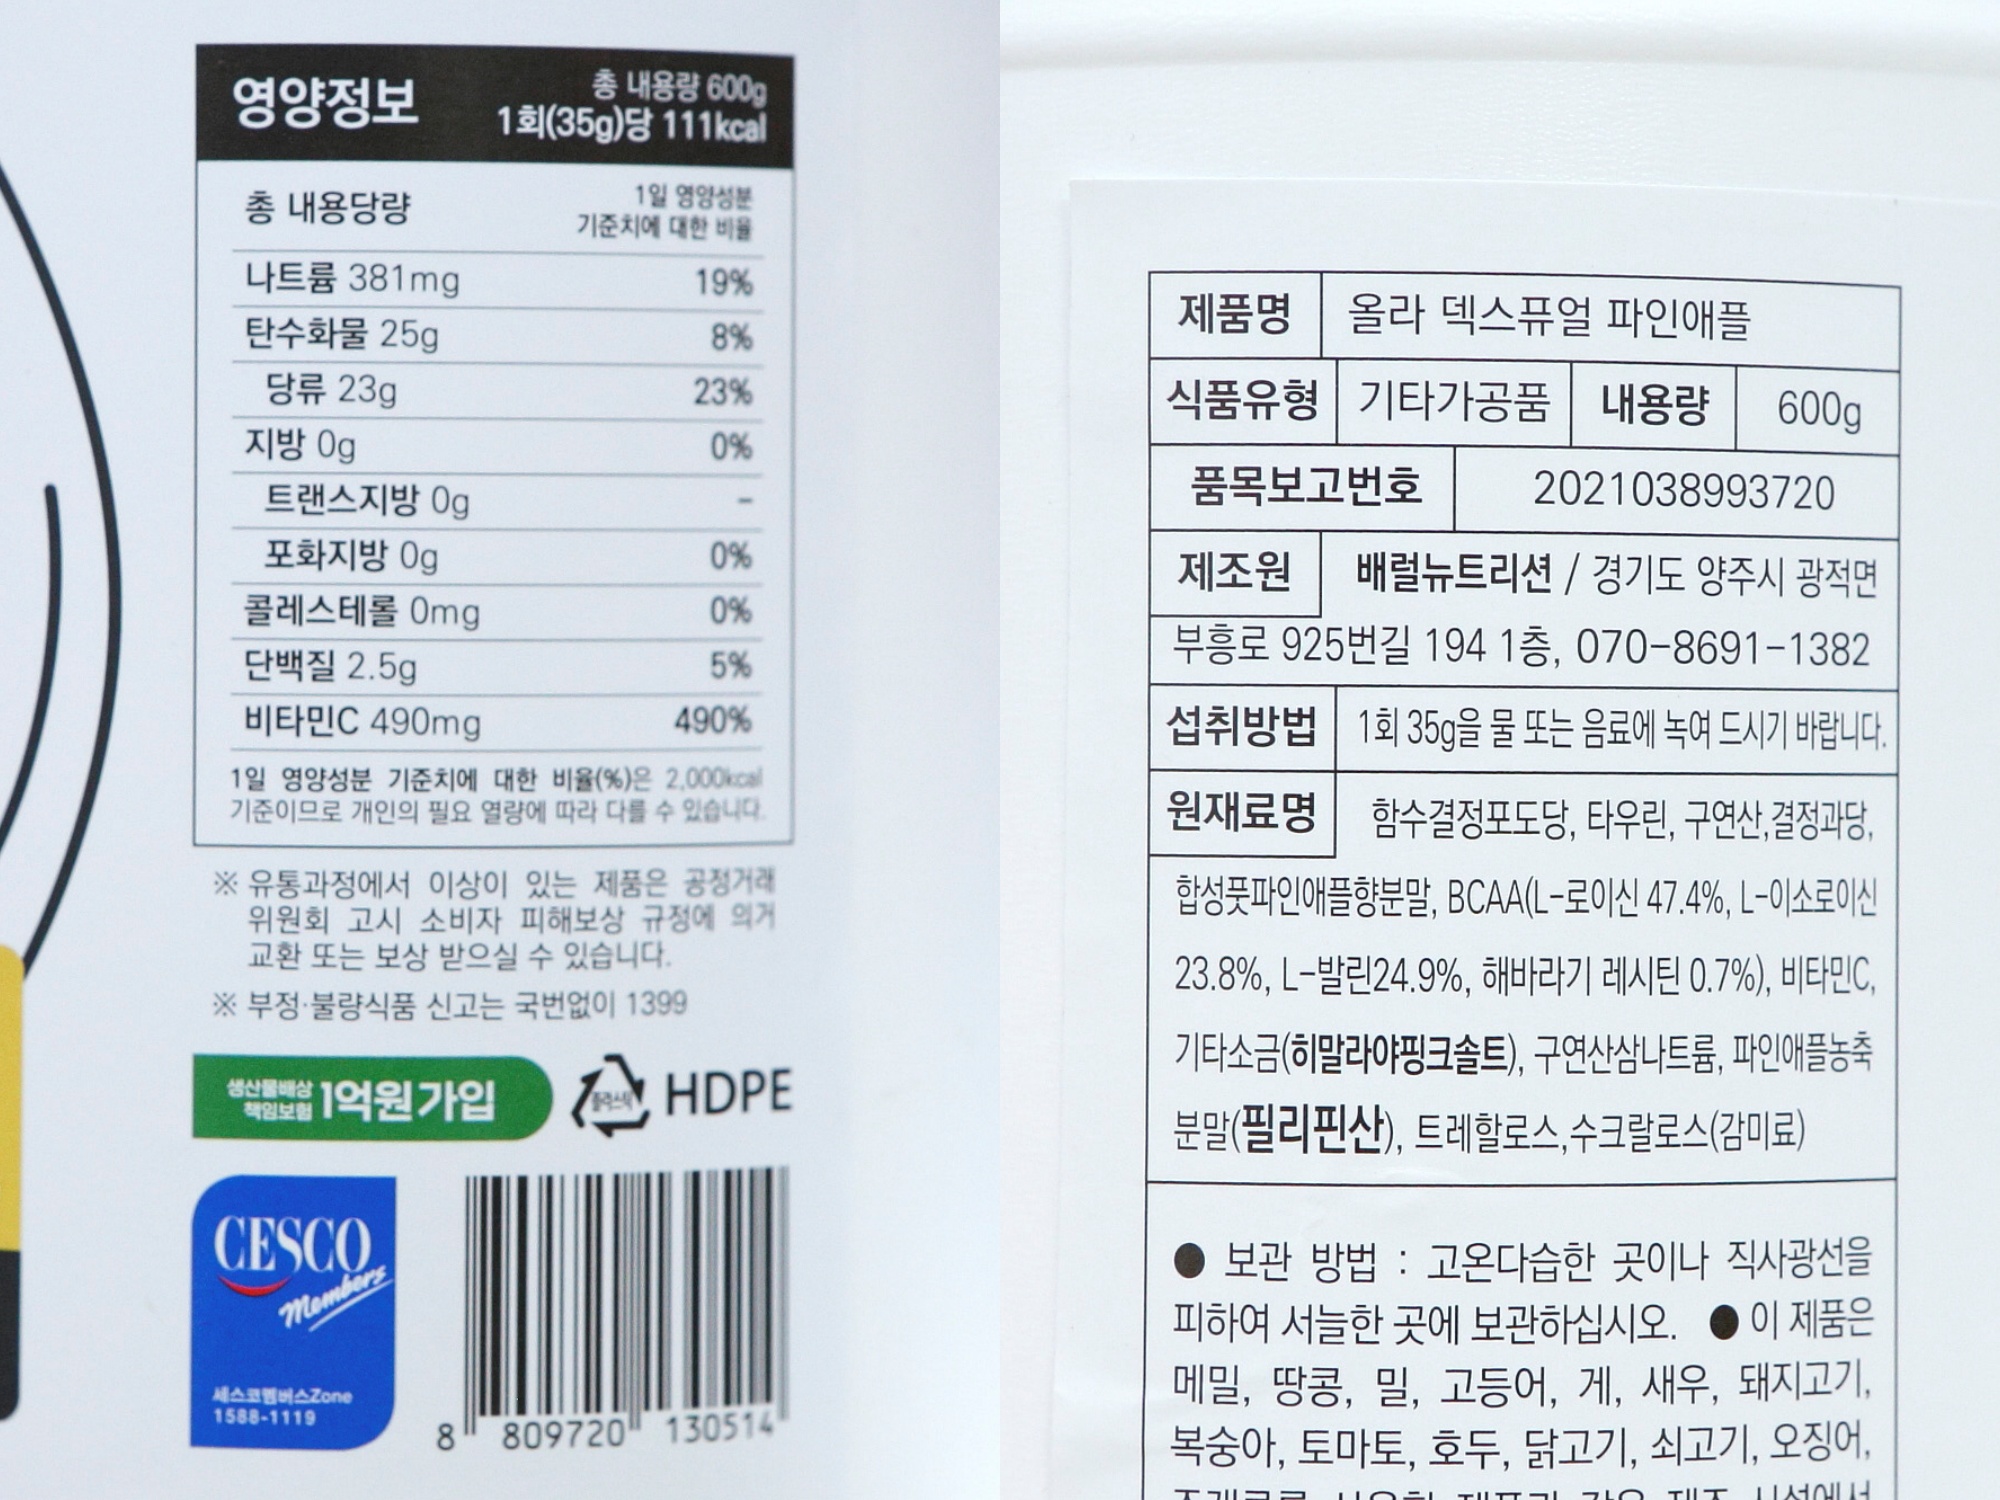 영양정보
총 내용량 600g
1회(35g)당 111kcal
총 내용당량
1일 영양성분
기준치에 대한 비율
나트륨 381mg 19%
탄수화물 25g 8%
당류 23g 23%
지방 0g 0%
트랜스지방 0g -
포화지방 0g 0%
콜레스테롤 0mg 0%
단백질 2.5g 5%
비타민C 490mg 490%
1일 영양성분 기준치에 대한 비율(%)은 2,000kcal
기준이므로 개인의 필요 열량에 따라 다를 수 있습니다.
※ 유통과정에서 이상이 있는 제품은 공정거래
위원회 고시 소비자 피해보상 규정에 의거
교환 또는 보상 받으실 수 있습니다.
※ 부정·불량식품 신고는 국번없이 1399
생산물배상
책임보험
1억원 가입
플라스틱
HDPE
CESCO
Members
세스코멤버스Zone
1588-1119
8 809720 130514
제품명 올라 덱스퓨얼 파인애플
식품유형 기타가공품 내용량 600g
품목보고번호 2021038993720
제조원 배럴뉴트리션 / 경기도 양주시 광적면
부흥로 925번길 194 1층, 070-8691-1382
섭취방법 1회 35g을 물 또는 음료에 녹여 드시기 바랍니다.
원재료명 함수결정포도당, 타우린, 구연산,결정과당,
합성풋파인애플향분말, BCAA(L-로이신 47.4%, L-이소로이신
23.8%, L-발린24.9%, 해바라기 레시틴 0.7%), 비타민C,
기타소금(히말라야핑크솔트), 구연산삼나트륨, 파인애플농축
분말(필리핀산), 트레할로스,수크랄로스(감미료)
● 보관 방법 : 고온다습한 곳이나 직사광선을
피하여 서늘한 곳에 보관하십시오. ● 이 제품은
메밀, 땅콩, 밀, 고등어, 게, 새우, 돼지고기,
복숭아, 토마토, 호두, 닭고기, 쇠고기, 오징어,